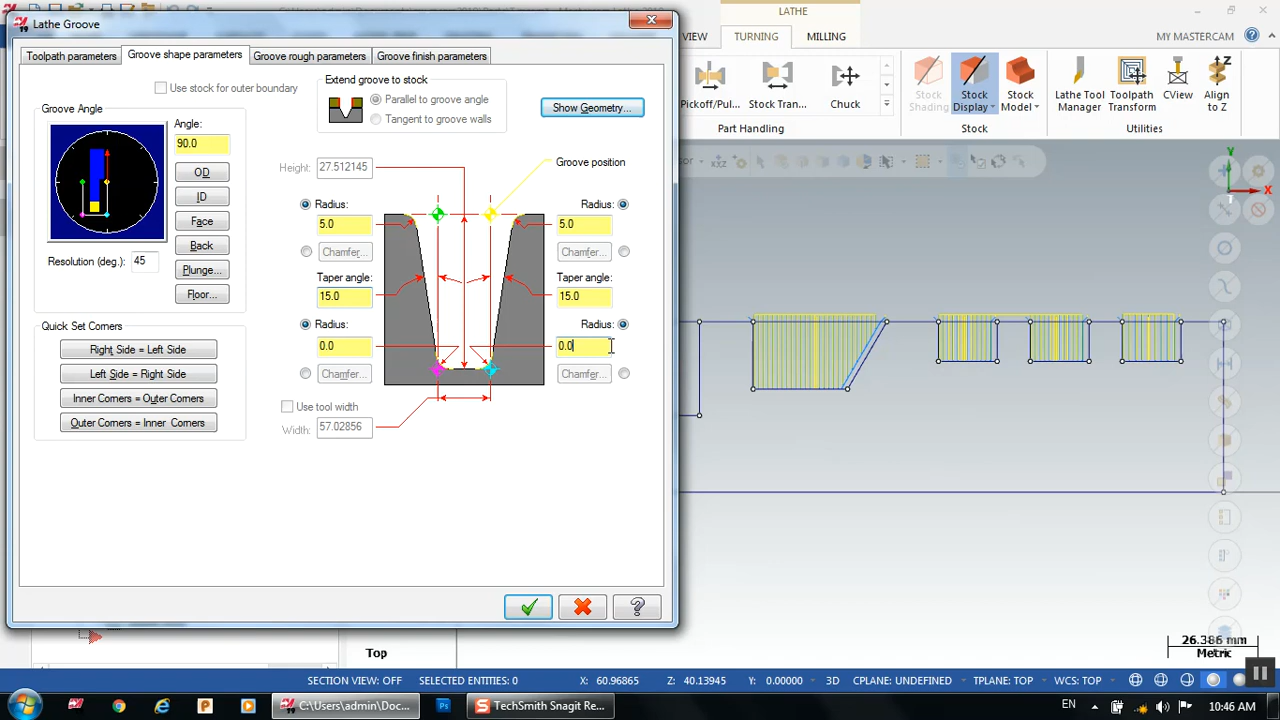 Lathe Groove
LATHE
Toolpath parameters
Groove shape parameters
Groove rough parameters
Groove finish parameters
VIEW
TURNING
MILLING
MY MASTERCAM
Use stock for outer boundary
Extend groove to stock
Parallel to groove angle
Tangent to groove walls
Show Geometry...
Pickoff/Pul...
Stock Tran...
Chuck
Stock
Shading
Stock
Display
Stock
Model
Lathe Tool
Manager
Toolpath
Transform
CView
Align
to Z
Part Handling
Stock
Utilities
Groove Angle
Angle:
90.0
OD
ID
Face
Back
Plunge...
Floor...
Resolution (deg.):
45
Height:
27.512145
Groove position
Radius:
5.0
Radius:
5.0
Chamfer...
Chamfer...
Taper angle:
15.0
Taper angle:
15.0
Radius:
0.0
Radius:
0.0
Chamfer...
Chamfer...
Use tool width
Width:
57.02856
Quick Set Corners
Right Side = Left Side
Left Side = Right Side
Inner Corners = Outer Corners
Outer Corners = Inner Corners
Y
X
Top
26.386 mm
Metric
SECTION VIEW: OFF
SELECTED ENTITIES: 0
X: 60.96865
Z: 40.13945
Y: 0.00000
3D
CPLANE: UNDEFINED
TPLANE: TOP
WCS: TOP
C:\Users\admin\Doc...
TechSmith Snagit Re...
EN
10:46 AM